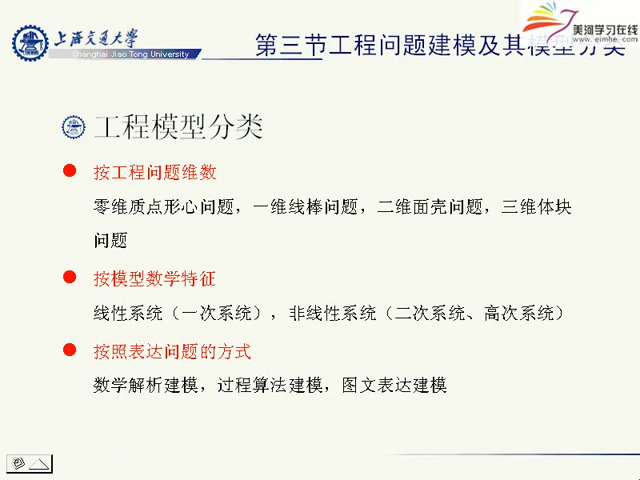 上海交通大学
Shanghai Jiao Tong University
第三节工程问题建模及其模型分类
美河学习在线
www.eimhe.com
工程模型分类
按工程问题维数
零维质点形心问题，一维线棒问题，二维面壳问题，三维体块
问题
按模型数学特征
线性系统（一次系统），非线性系统（二次系统、高次系统）
按照表达问题的方式
数学解析建模，过程算法建模，图文表达建模